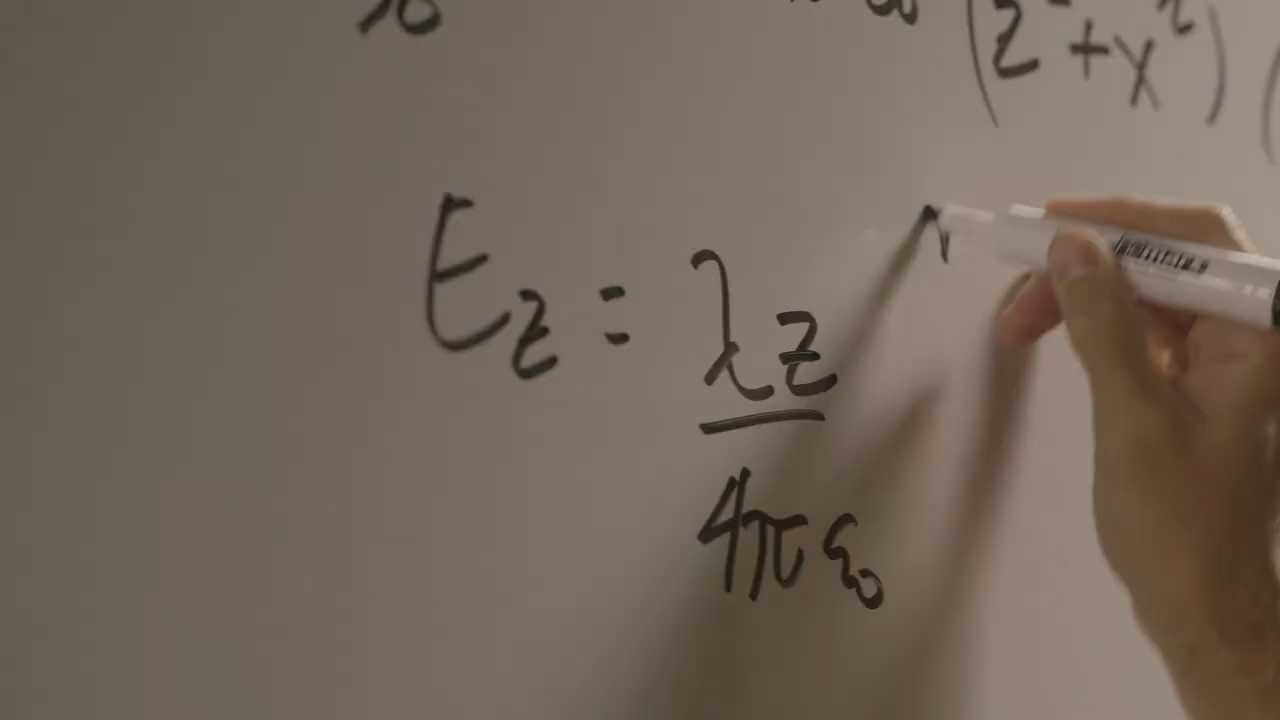 (z² + x²)
E_z = λz
4πε₀